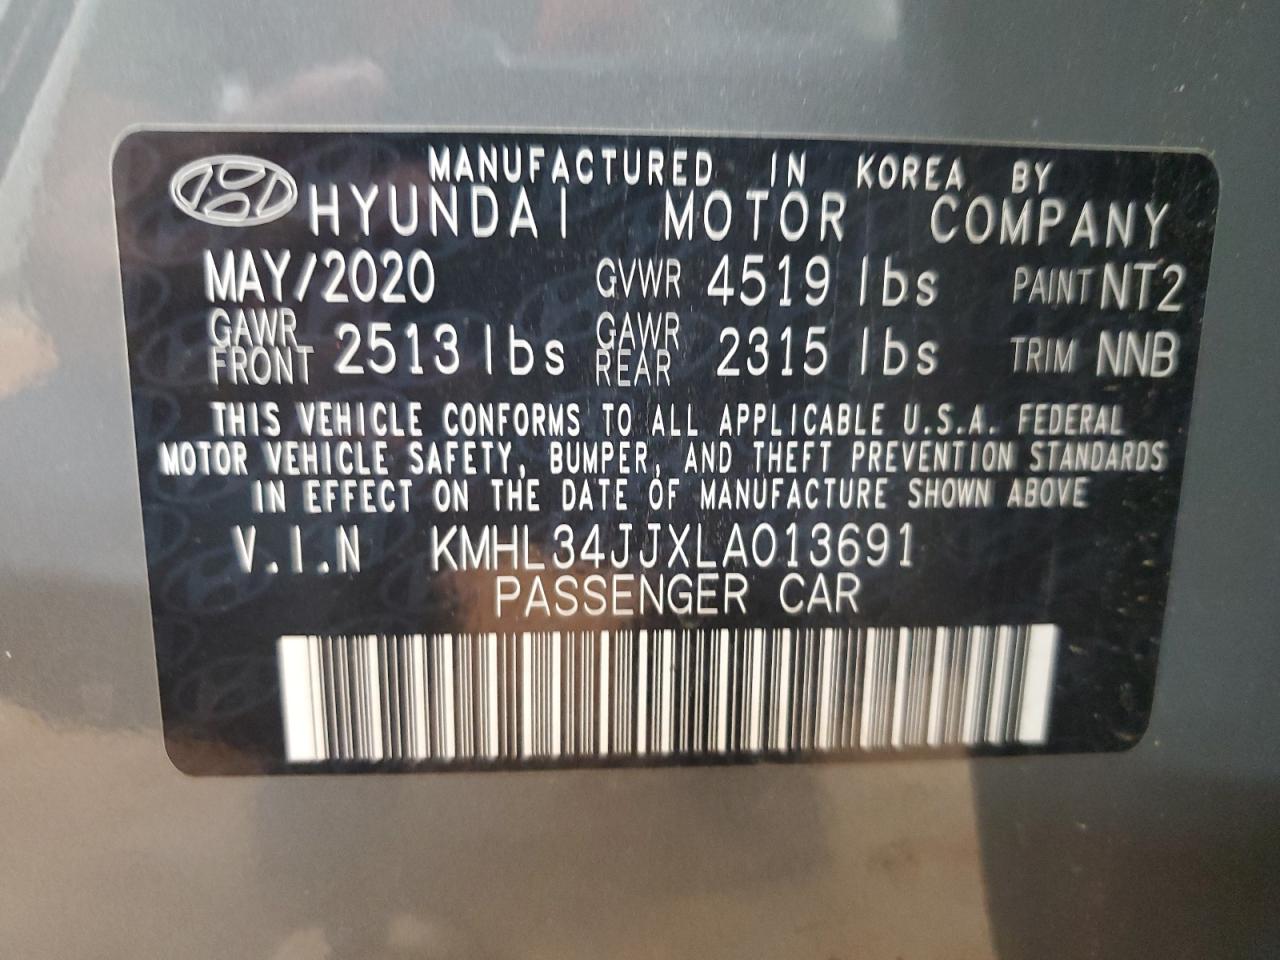 MANUFACTURED IN KOREA BY
HYUNDAI MOTOR COMPANY
MAY/2020 GVWR 4519 lbs PAINT NT2
GAWR FRONT 2513 lbs GAWR REAR 2315 lbs TRIM NNB
THIS VEHICLE CONFORMS TO ALL APPLICABLE U.S.A. FEDERAL
MOTOR VEHICLE SAFETY, BUMPER, AND THEFT PREVENTION STANDARDS
IN EFFECT ON THE DATE OF MANUFACTURE SHOWN ABOVE
V.I.N KMHL34JJXLA013691
PASSENGER CAR